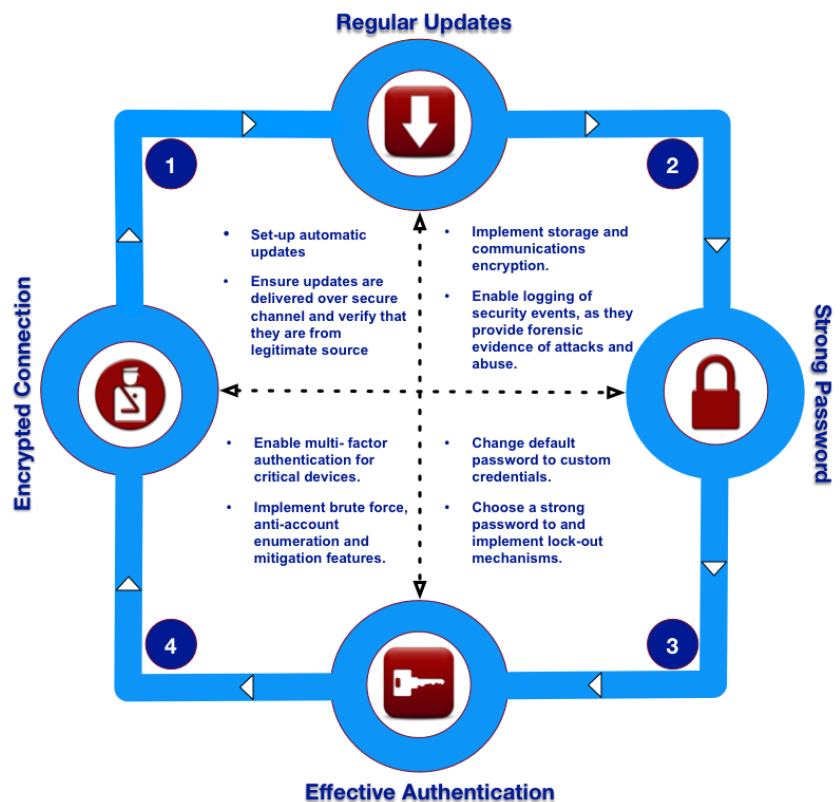 Regular Updates
1
2
• Set-up automatic
updates
• Ensure updates are
delivered over secure
channel and verify that
they are from
legitimate source
• Implement storage and
communications
encryption.
• Enable logging of
security events, as they
provide forensic
evidence of attacks and
abuse.
Encrypted Connection
Strong Password
• Enable multi- factor
authentication for
critical devices.
• Implement brute force,
anti-account
enumeration and
mitigation features.
• Change default
password to custom
credentials.
• Choose a strong
password to and
implement lock-out
mechanisms.
4
3
Effective Authentication